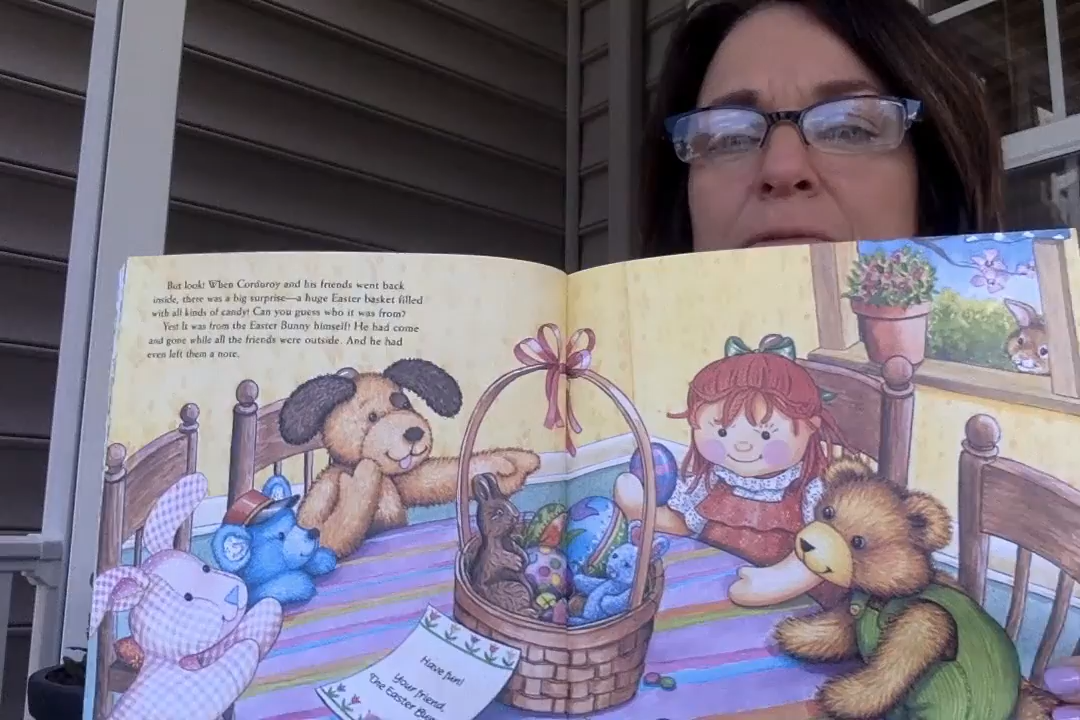 But look! When Corduroy and his friends went back
inside, there was a big surprise—a huge Easter basket filled
with all kinds of candy! Can you guess who it was from?
Yes! It was from the Easter Bunny himself! He had come
and gone while all the friends were outside. And he had
even left them a note.
Have fun!
Your friend,
The Easter